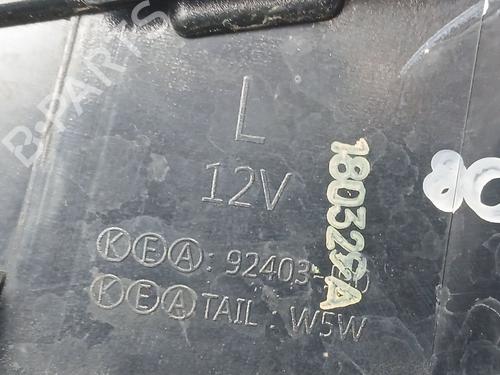 L
12V
180329A
KEA: 92403-
KEA TAIL : W5W
B-PARTS